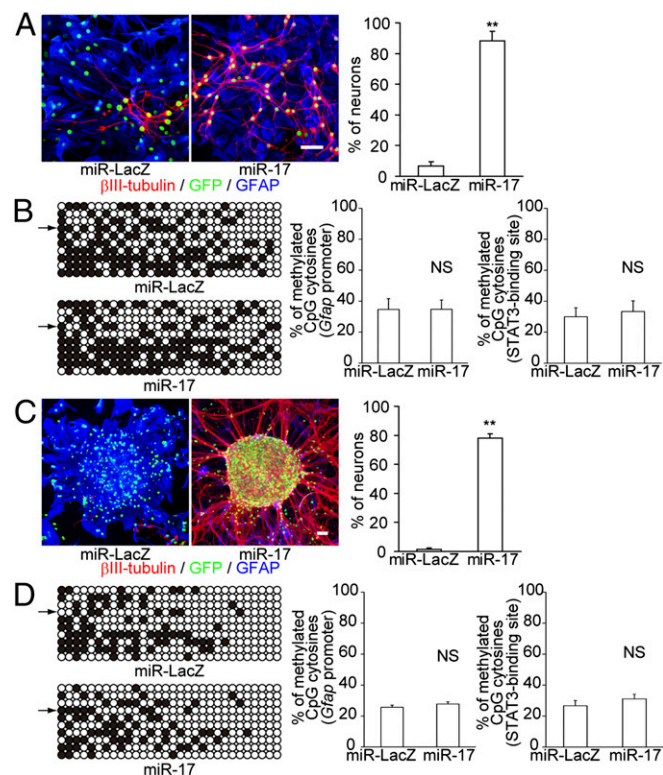 A
miR-LacZ
miR-17
βIII-tubulin / GFP / GFAP
% of neurons
100
80
60
40
20
0
**
miR-LacZ
miR-17
B
miR-LacZ
miR-17
% of methylated
CpG cytosines
(Gfap promoter)
100
80
60
40
20
0
NS
miR-LacZ
miR-17
% of methylated
CpG cytosines
(STAT3-binding site)
100
80
60
40
20
0
NS
miR-LacZ
miR-17
C
miR-LacZ
miR-17
βIII-tubulin / GFP / GFAP
% of neurons
100
80
60
40
20
0
**
miR-LacZ
miR-17
D
miR-LacZ
miR-17
% of methylated
CpG cytosines
(Gfap promoter)
100
80
60
40
20
0
NS
miR-LacZ
miR-17
% of methylated
CpG cytosines
(STAT3-binding site)
100
80
60
40
20
0
NS
miR-LacZ
miR-17